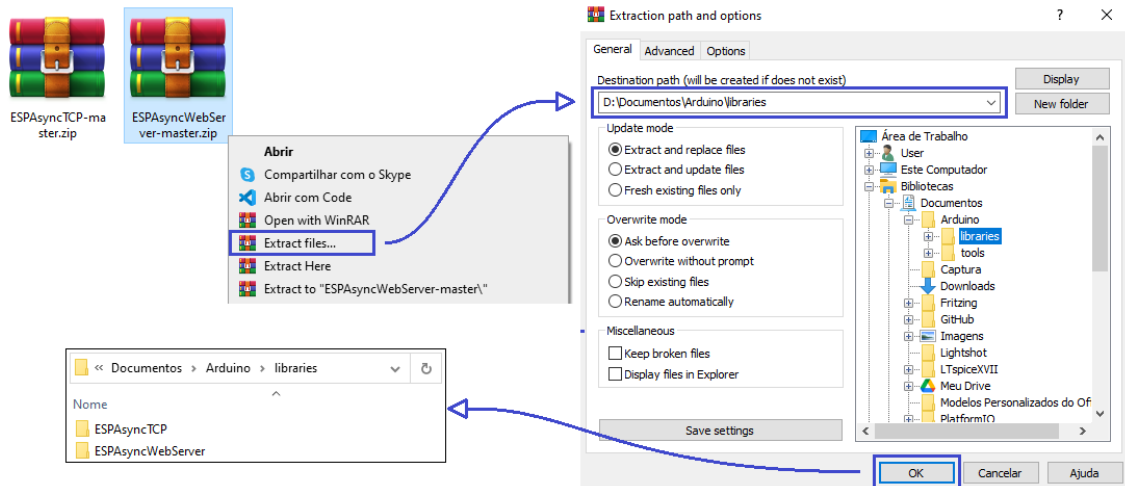 ESPAsyncTCP-ma
ster.zip
ESPAsyncWebSer
ver-master.zip
Abrir
Compartilhar com o Skype
Abrir com Code
Open with WinRAR
Extract files...
Extract Here
Extract to "ESPAsyncWebServer-master\"
Extraction path and options
?
General
Advanced
Options
Destination path (will be created if does not exist)
Display
D:\Documentos\Arduino\libraries
New folder
Update mode
Extract and replace files
Extract and update files
Fresh existing files only
Overwrite mode
Ask before overwrite
Overwrite without prompt
Skip existing files
Rename automatically
Miscellaneous
Keep broken files
Display files in Explorer
Save settings
Área de Trabalho
User
Este Computador
Bibliotecas
Documentos
Arduino
libraries
tools
Captura
Downloads
Fritzing
GitHub
Imagens
Lightshot
LTspiceXVII
Meu Drive
Modelos Personalizados do Of
PlatformIO
OK
Cancelar
Ajuda
« Documentos > Arduino > libraries
Nome
ESPAsyncTCP
ESPAsyncWebServer